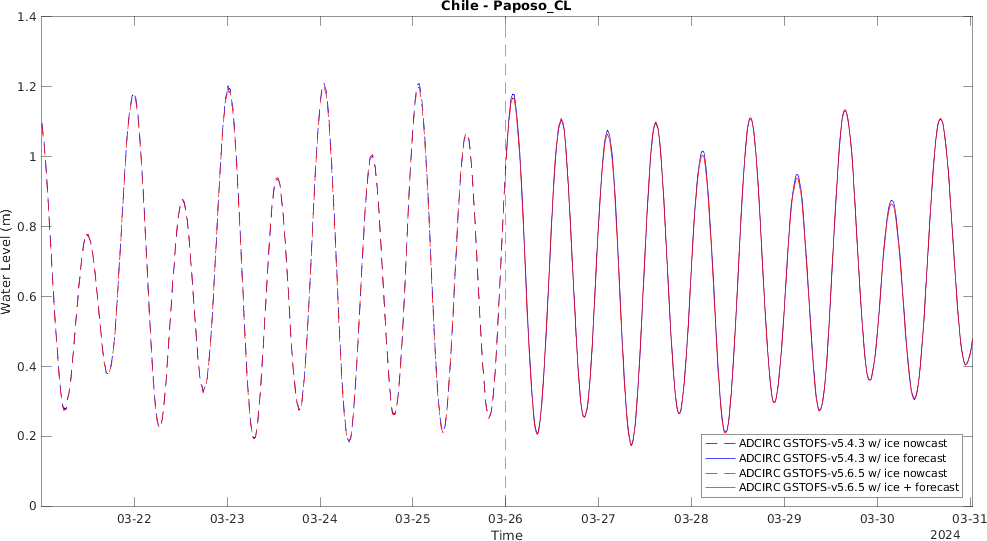 Chile - Paposo_CL
1.4
1.2
1
0.8
0.6
0.4
0.2
0
Water Level (m)
ADCIRC GSTOFS-v5.4.3 w/ ice nowcast
ADCIRC GSTOFS-v5.4.3 w/ ice forecast
ADCIRC GSTOFS-v5.6.5 w/ ice nowcast
ADCIRC GSTOFS-v5.6.5 w/ ice + forecast
03-22 03-23 03-24 03-25 03-26 03-27 03-28 03-29 03-30 03-31
Time
2024